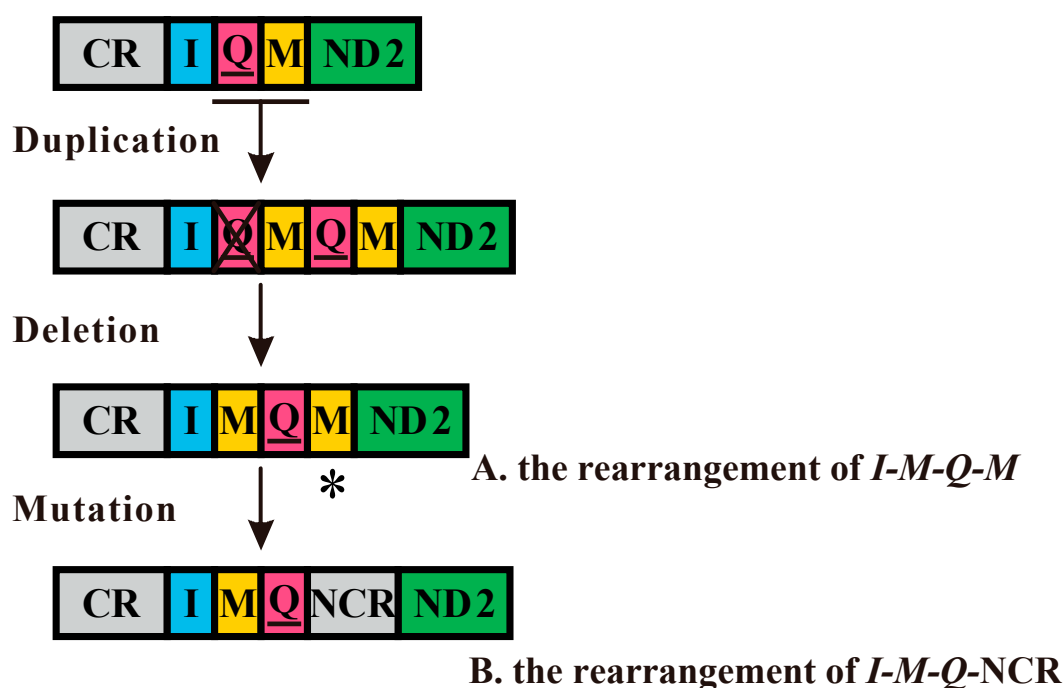 CR I Q M ND2
Duplication
CR I Q M Q M ND2
Deletion
CR I M Q M ND2
A. the rearrangement of I-M-Q-M
*
Mutation
CR I M Q NCR ND2
B. the rearrangement of I-M-Q-NCR